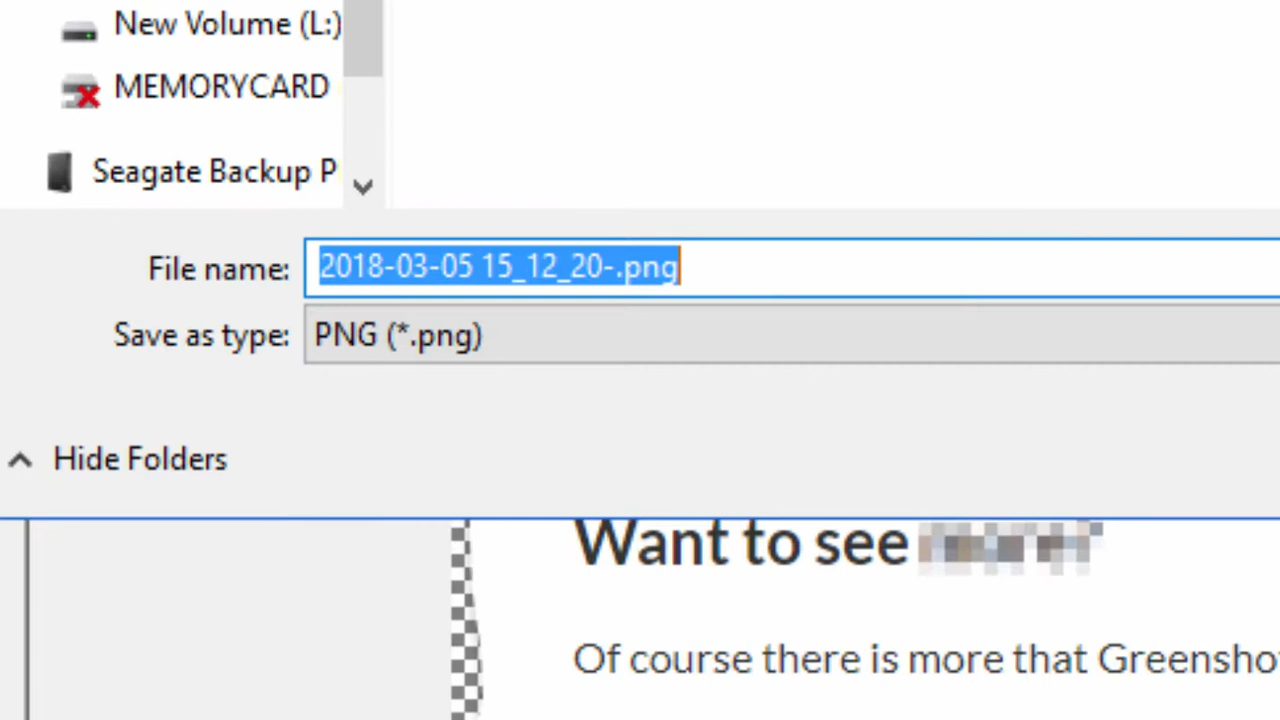 New Volume (L:)
MEMORYCARD
Seagate Backup P
File name: 2018-03-05 15_12_20-.png
Save as type: PNG (*.png)
Hide Folders
Want to see
Of course there is more that Greensho